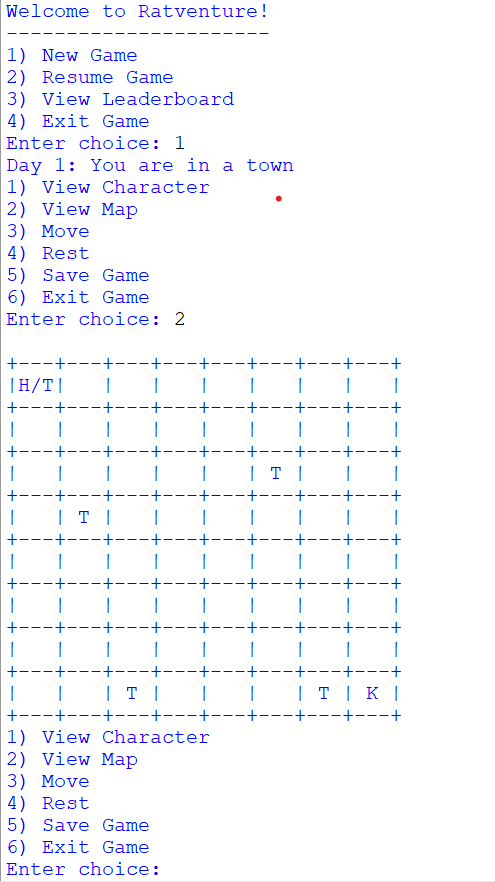 Welcome to Ratventure!
----------------------
1) New Game
2) Resume Game
3) View Leaderboard
4) Exit Game
Enter choice: 1
Day 1: You are in a town
1) View Character
2) View Map
3) Move
4) Rest
5) Save Game
6) Exit Game
Enter choice: 2

+---+---+---+---+---+---+---+---+
|H/T|   |   |   |   |   |   |   |
+---+---+---+---+---+---+---+---+
|   |   |   |   |   |   |   |   |
+---+---+---+---+---+---+---+---+
|   |   |   |   |   | T |   |   |
+---+---+---+---+---+---+---+---+
|   | T |   |   |   |   |   |   |
+---+---+---+---+---+---+---+---+
|   |   |   |   |   |   |   |   |
+---+---+---+---+---+---+---+---+
|   |   |   |   |   |   |   |   |
+---+---+---+---+---+---+---+---+
|   |   |   |   |   |   |   |   |
+---+---+---+---+---+---+---+---+
|   |   | T |   |   |   | T | K |
+---+---+---+---+---+---+---+---+
1) View Character
2) View Map
3) Move
4) Rest
5) Save Game
6) Exit Game
Enter choice: